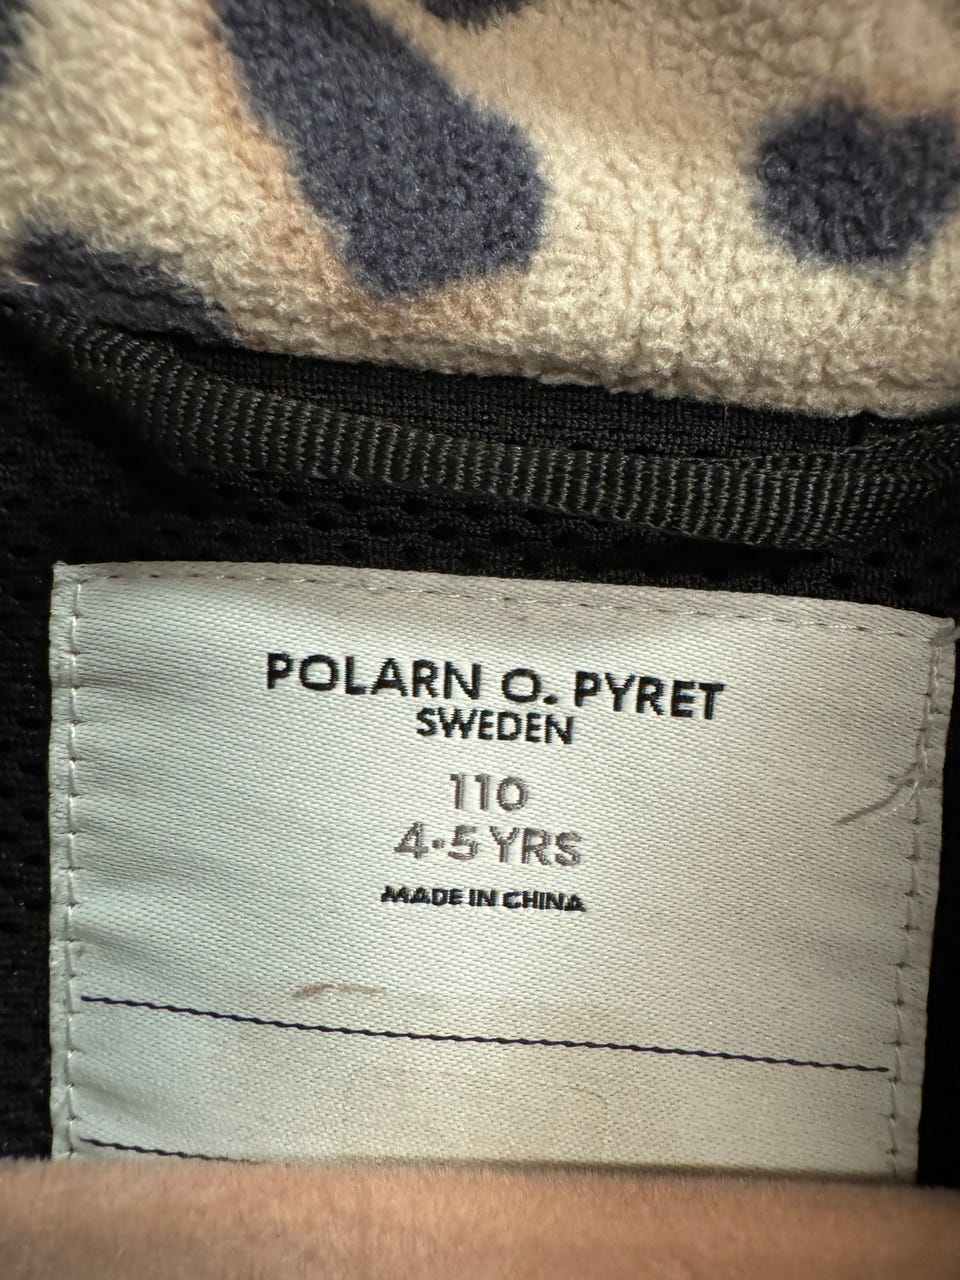 POLARN O. PYRET
SWEDEN
110
4-5 YRS
MADE IN CHINA